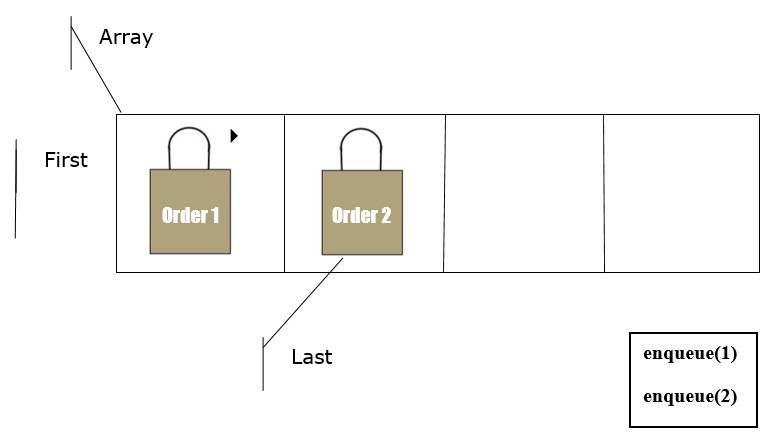 Array
First
Order 1
Order 2
Last
enqueue(1)
enqueue(2)